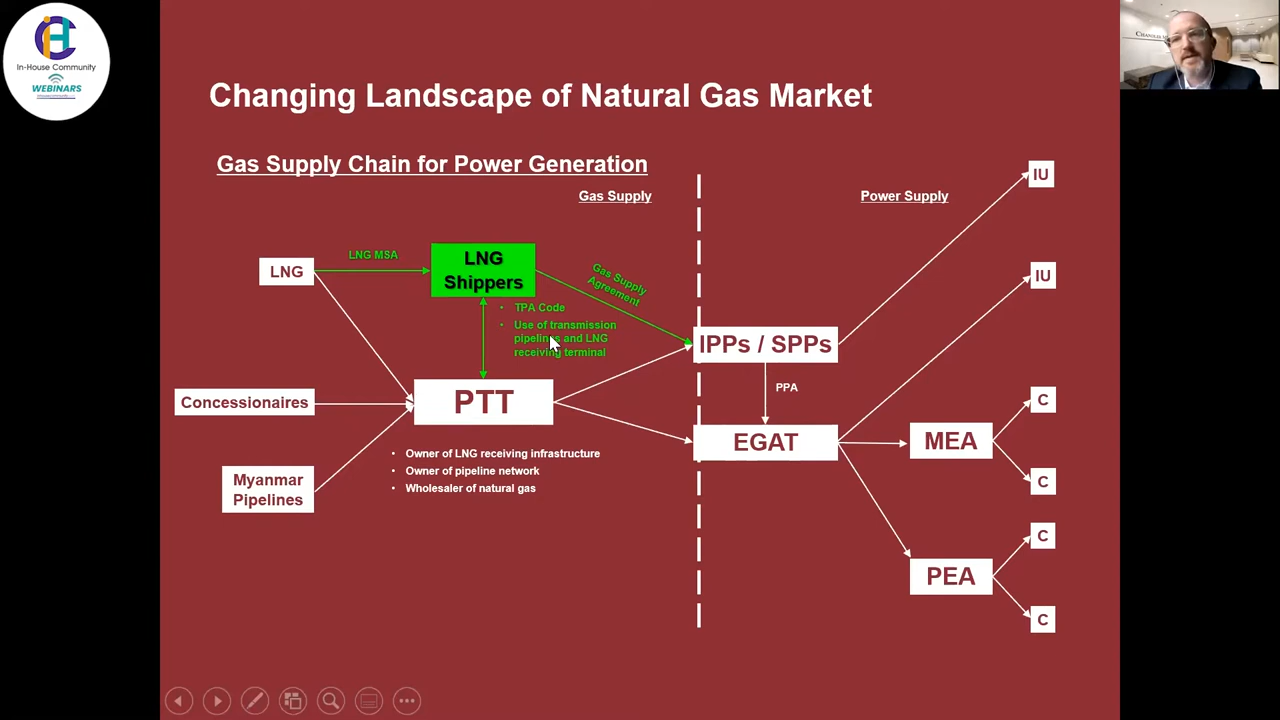 In-House Community
WEBINARS
Changing Landscape of Natural Gas Market
Gas Supply Chain for Power Generation
Gas Supply
Power Supply
IU
LNG
LNG MSA
LNG
Shippers
Gas Supply
Agreement
IU
• TPA Code
• Use of transmission
pipelines and LNG
receiving terminal
IPPs / SPPs
PPA
Concessionaires
PTT
C
EGAT
MEA
• Owner of LNG receiving infrastructure
• Owner of pipeline network
• Wholesaler of natural gas
Myanmar
Pipelines
C
C
PEA
C